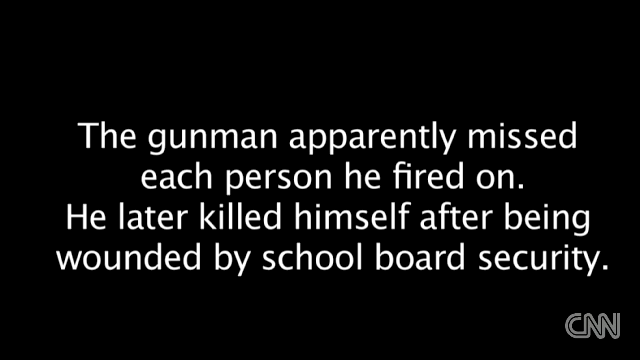 The gunman apparently missed
each person he fired on.
He later killed himself after being
wounded by school board security.
CNN